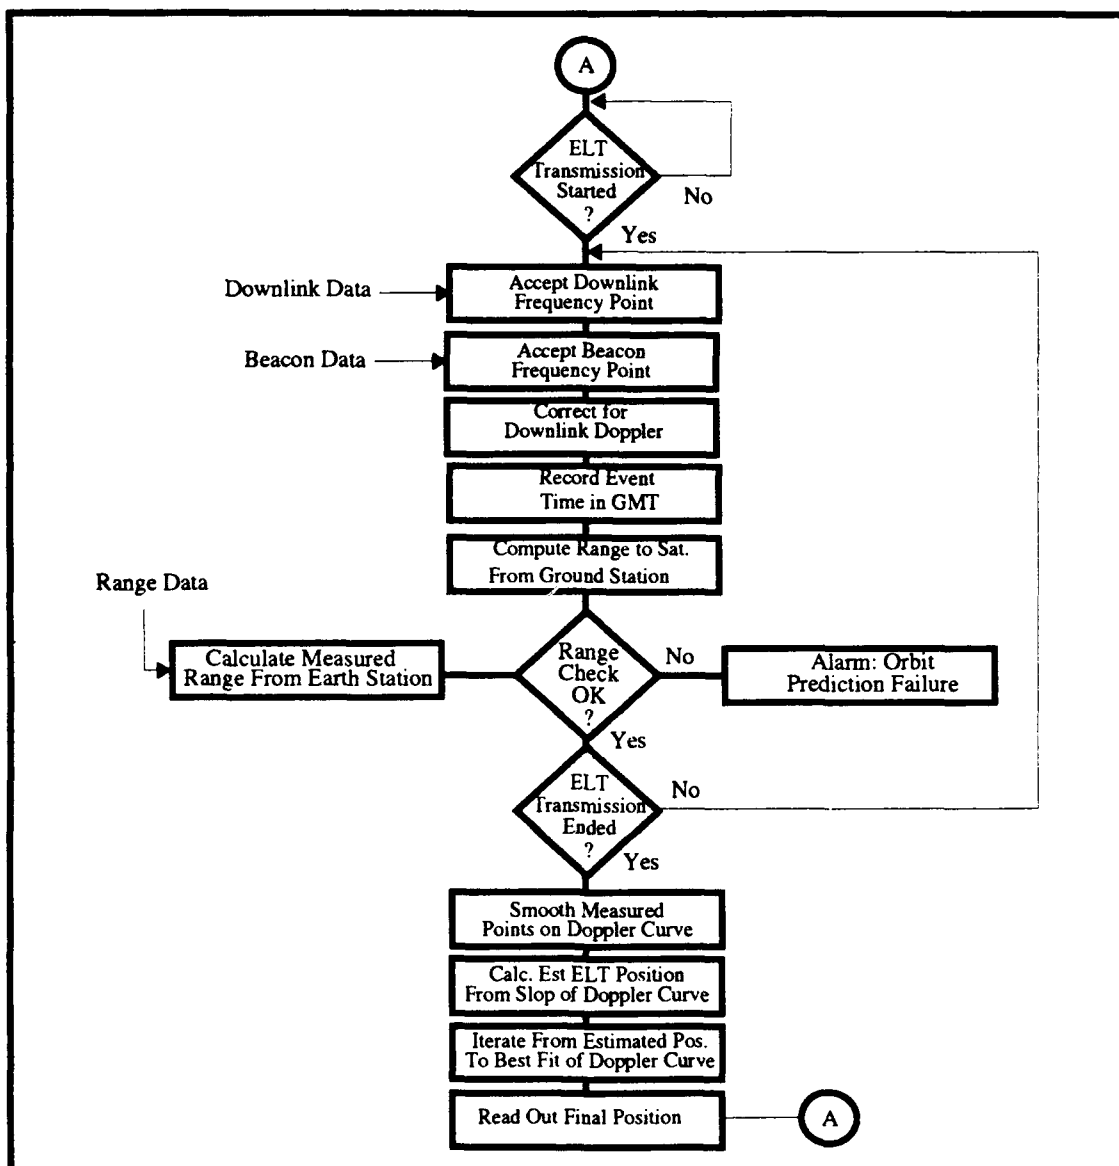 A
ELT
Transmission
Started
?
No
Yes
Downlink Data
Accept Downlink
Frequency Point
Beacon Data
Accept Beacon
Frequency Point
Correct for
Downlink Doppler
Record Event
Time in GMT
Compute Range to Sat.
From Ground Station
Range Data
Calculate Measured
Range From Earth Station
Range
Check
OK
?
No
Alarm: Orbit
Prediction Failure
Yes
ELT
Transmission
Ended
?
No
Yes
Smooth Measured
Points on Doppler Curve
Calc. Est ELT Position
From Slop of Doppler Curve
Iterate From Estimated Pos.
To Best Fit of Doppler Curve
Read Out Final Position
A